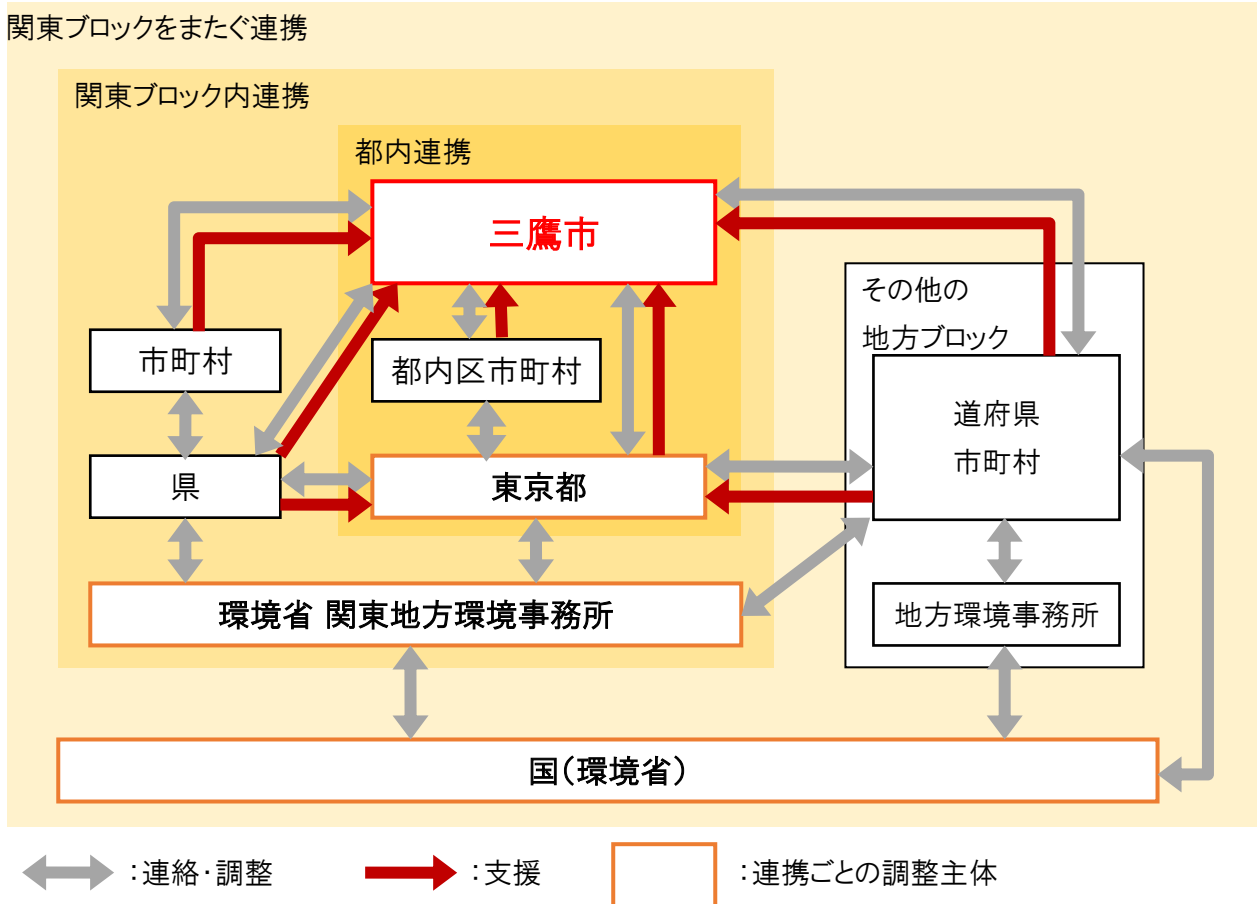 関東ブロックをまたぐ連携
関東ブロック内連携
都内連携
三鷹市
その他の
地方ブロック
市町村
都内区市町村
道府県
市町村
県
東京都
環境省 関東地方環境事務所
地方環境事務所
国(環境省)
:連絡・調整
:支援
:連携ごとの調整主体